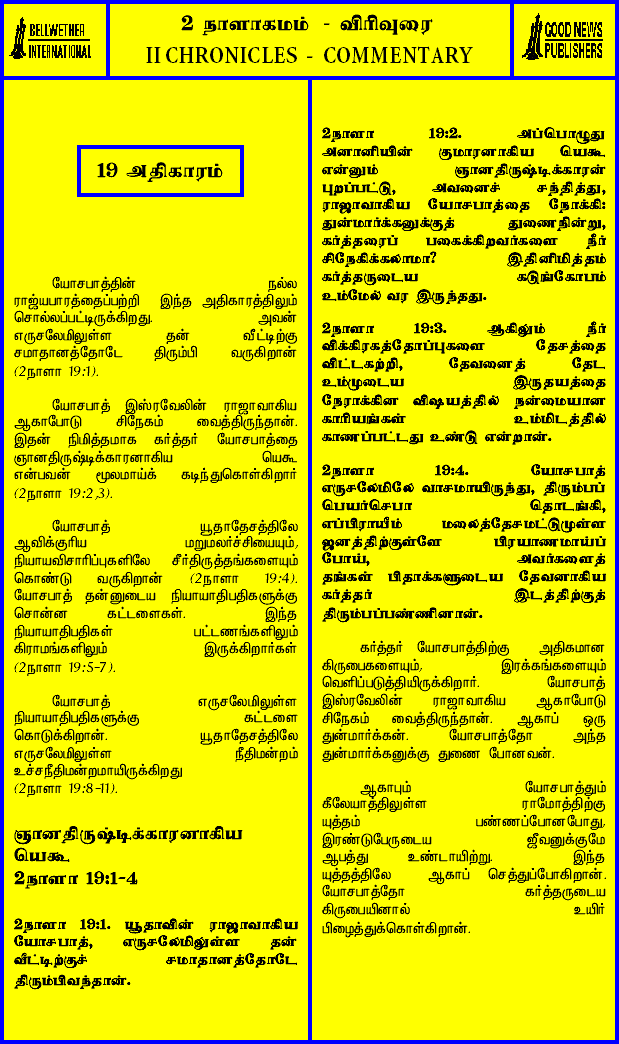 BELLWETHER
INTERNATIONAL
2 நாளாகமம் - விரிவுரை
II CHRONICLES - COMMENTARY
GOOD NEWS
PUBLISHERS
19 அதிகாரம்
யோசபாத்தின் நல்ல
ராஜ்யபாரத்தைப்பற்றி இந்த அதிகாரத்திலும்
சொல்லப்பட்டிருக்கிறது. அவன்
எருசலேமிலுள்ள தன் வீட்டிற்கு
சமாதானத்தோடே திரும்பி வருகிறான்
(2நாளா 19:1).
யோசபாத் இஸ்ரவேலின் ராஜாவாகிய
ஆகாபோடு சிநேகம் வைத்திருந்தான்.
இதன் நிமித்தமாக கர்த்தர் யோசபாத்தை
ஞானதிருஷ்டிக்காரனாகிய யெகூ
என்பவன் மூலமாய்க் கடிந்துகொள்கிறார்
(2நாளா 19:2,3).
யோசபாத் யூதாதேசத்திலே
ஆவிக்குரிய மறுமலர்ச்சியையும்,
நியாயவிசாரிப்புகளிலே சீர்திருத்தங்களையும்
கொண்டு வருகிறான் (2நாளா 19:4).
யோசபாத் தன்னுடைய நியாயாதிபதிகளுக்கு
சொன்ன கட்டளைகள். இந்த
நியாயாதிபதிகள் பட்டணங்களிலும்
கிராமங்களிலும் இருக்கிறார்கள்
(2நாளா 19:5-7).
யோசபாத் எருசலேமிலுள்ள
நியாயாதிபதிகளுக்கு கட்டளை
கொடுக்கிறான். யூதாதேசத்திலே
எருசலேமிலுள்ள நீதிமன்றம்
உச்சநீதிமன்றமாயிருக்கிறது
(2நாளா 19:8-11).
ஞானதிருஷ்டிக்காரனாகிய
யெகூ
2நாளா 19:1-4
2நாளா 19:1. யூதாவின் ராஜாவாகிய
யோசபாத், எருசலேமிலுள்ள தன்
வீட்டிற்குச் சமாதானத்தோடே
திரும்பிவந்தான்.
2நாளா 19:2. அப்பொழுது
அனானியின் குமாரனாகிய யெகூ
என்னும் ஞானதிருஷ்டிக்காரன்
புறப்பட்டு, அவனைச் சந்தித்து,
ராஜாவாகிய யோசபாத்தை நோக்கி:
துன்மார்க்கனுக்குத் துணைநின்று,
கர்த்தரைப் பகைக்கிறவர்களை நீர்
சிநேகிக்கலாமா? இதினிமித்தம்
கர்த்தருடைய கடுங்கோபம்
உம்மேல் வர இருந்தது.
2நாளா 19:3. ஆகிலும் நீர்
விக்கிரகத்தோப்புகளை தேசத்தை
விட்டகற்றி, தேவனைத் தேட
உம்முடைய இருதயத்தை
நேராக்கின விஷயத்தில் நன்மையான
காரியங்கள் உம்மிடத்தில்
காணப்பட்டது உண்டு என்றான்.
2நாளா 19:4. யோசபாத்
எருசலேமிலே வாசமாயிருந்து, திரும்பப்
பெயர்செபா தொடங்கி,
எப்பிராயீம் மலைத்தேசமட்டுமுள்ள
ஜனத்திற்குள்ளே பிரயாணமாய்ப்
போய், அவர்களைத்
தங்கள் பிதாக்களுடைய தேவனாகிய
கர்த்தர் இடத்திற்குத்
திரும்பப்பண்ணினான்.
கர்த்தர் யோசபாத்திற்கு அதிகமான
கிருபைகளையும், இரக்கங்களையும்
வெளிப்படுத்தியிருக்கிறார். யோசபாத்
இஸ்ரவேலின் ராஜாவாகிய ஆகாபோடு
சிநேகம் வைத்திருந்தான். ஆகாப் ஒரு
துன்மார்க்கன். யோசபாத்தோ அந்த
துன்மார்க்கனுக்கு துணை போனவன்.
ஆகாபும் யோசபாத்தும்
கீலேயாத்திலுள்ள ராமோத்திற்கு
யுத்தம் பண்ணப்போனபோது,
இரண்டுபேருடைய ஜீவனுக்குமே
ஆபத்து உண்டாயிற்று. இந்த
யுத்தத்திலே ஆகாப் செத்துப்போகிறான்.
யோசபாத்தோ கர்த்தருடைய
கிருபையினால் உயிர்
பிழைத்துக்கொள்கிறான்.